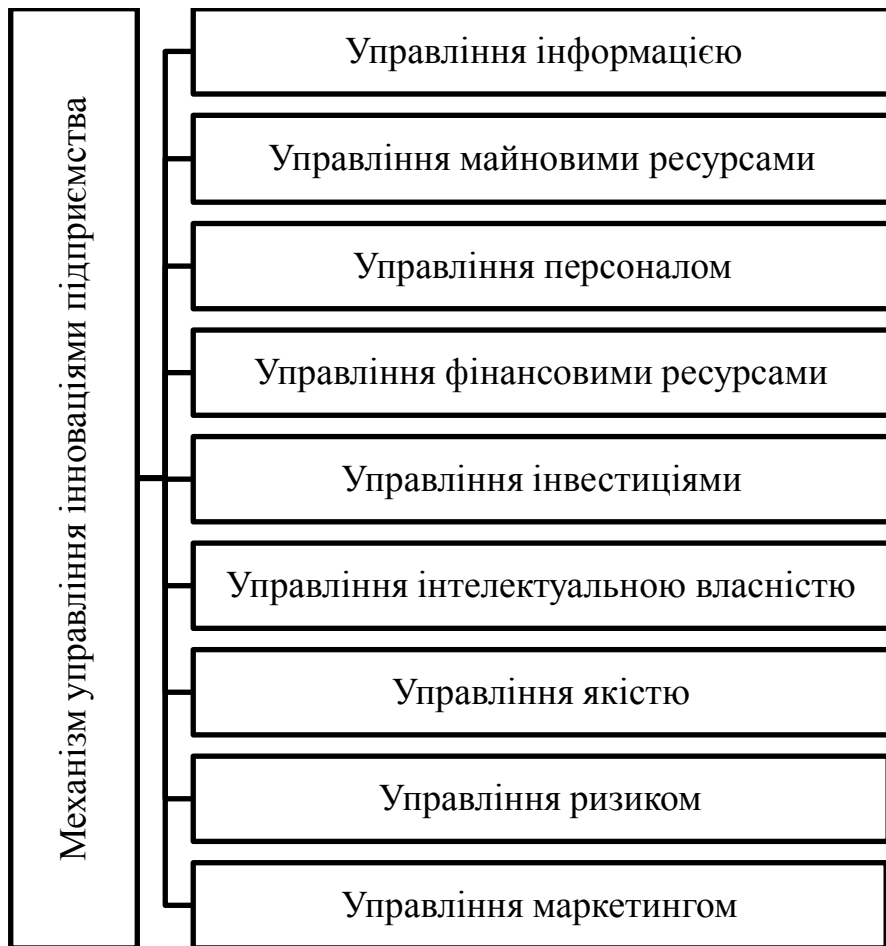 Механізм управління інноваціями підприємства
Управління інформацією
Управління майновими ресурсами
Управління персоналом
Управління фінансовими ресурсами
Управління інвестиціями
Управління інтелектуальною власністю
Управління якістю
Управління ризиком
Управління маркетингом